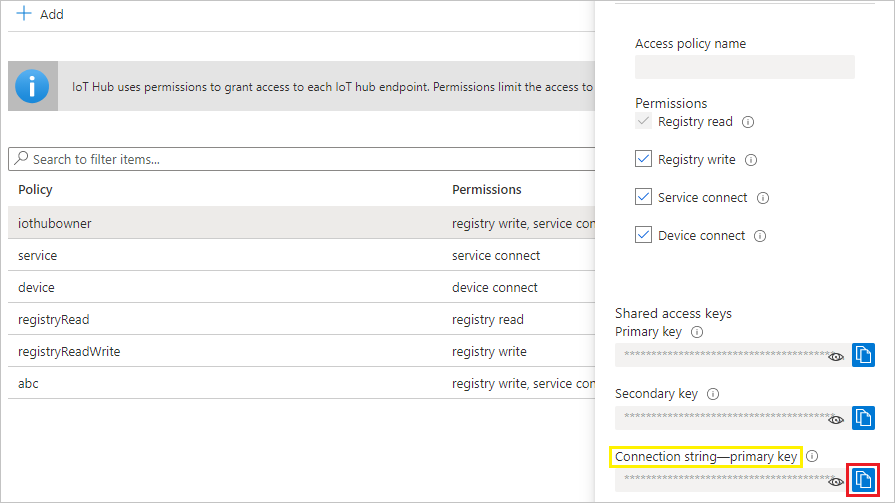 Add
IoT Hub uses permissions to grant access to each IoT hub endpoint. Permissions limit the access to
Search to filter items...
Policy Permissions
iothubowner registry write, service con
service service connect
device device connect
registryRead registry read
registryReadWrite registry write
abc registry write, service con
Access policy name
Permissions
Registry read
Registry write
Service connect
Device connect
Shared access keys
Primary key
Secondary key
Connection string—primary key